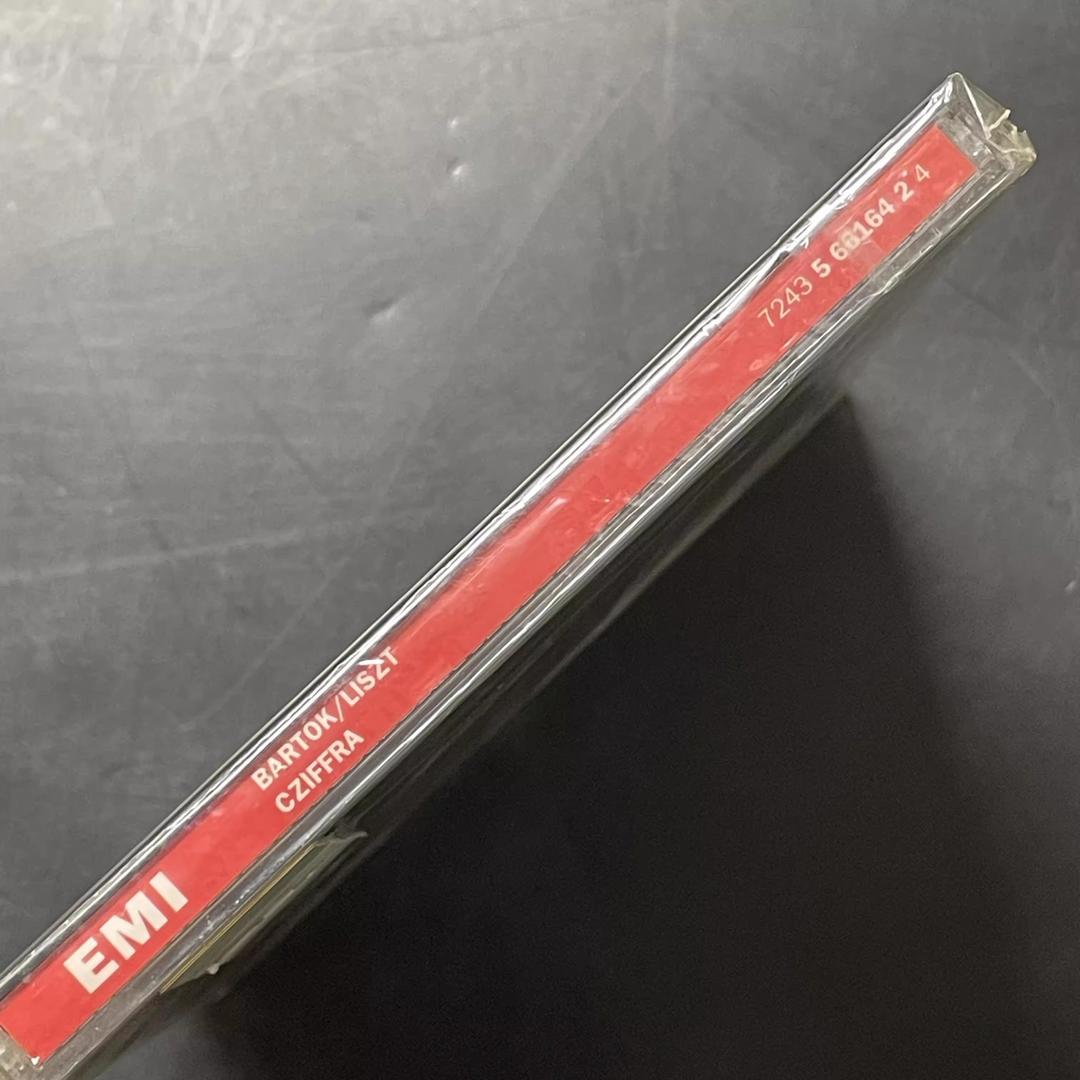 EMI
BARTOK/LISZT
CZIFFRA
7243 5 66164 2 4